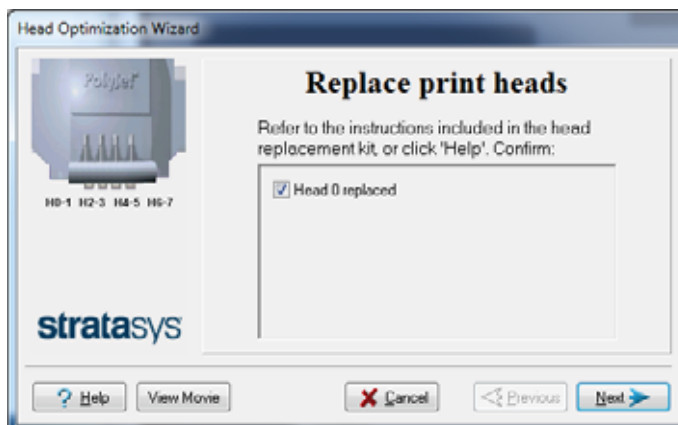 Head Optimization Wizard
PolyJet
H0-1 H2-3 H4-5 H6-7
stratasys
Replace print heads
Refer to the instructions included in the head
replacement kit, or click 'Help'. Confirm:
Head 0 replaced
Help
View Movie
Cancel
Previous
Next